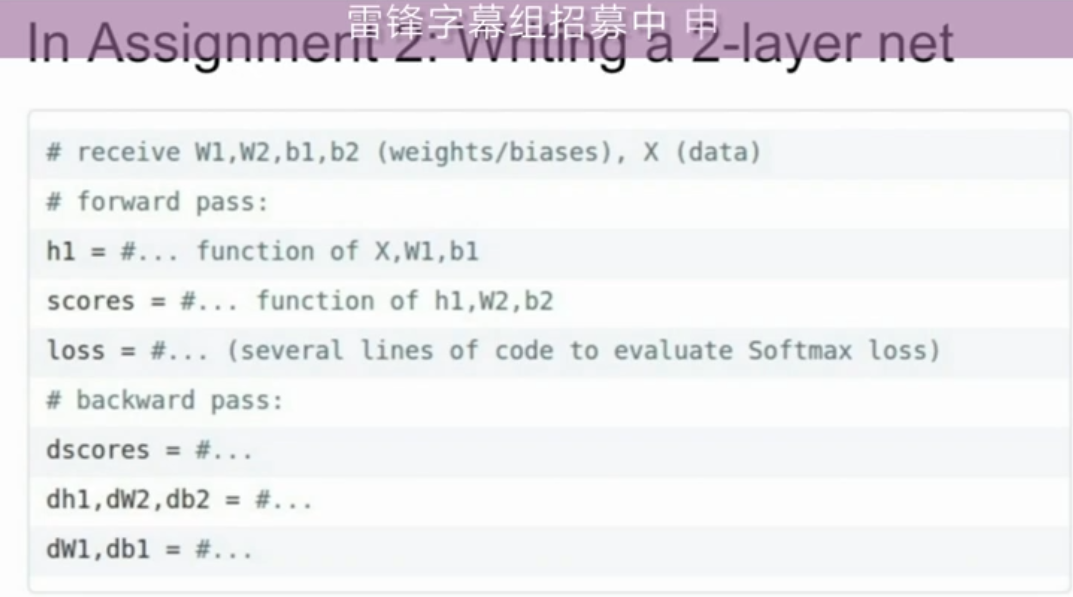 雷锋字幕组招募中 申
In Assignment 2: Writing a 2-layer net
# receive W1,W2,b1,b2 (weights/biases), X (data)
# forward pass:
h1 = #... function of X,W1,b1
scores = #... function of h1,W2,b2
loss = #... (several lines of code to evaluate Softmax loss)
# backward pass:
dscores = #...
dh1,dW2,db2 = #...
dW1,db1 = #...